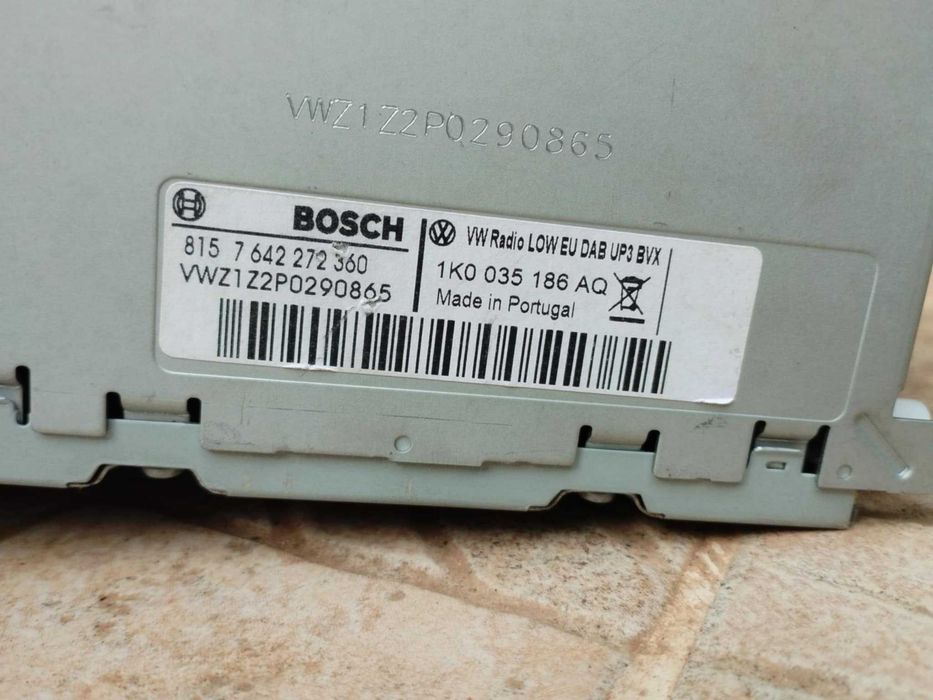 VWZ1Z2P0290865
BOSCH
815 7 642 272 360
VWZ1Z2P0290865
VW Radio LOW EU DAB UP3 BVX
1K0 035 186 AQ
Made in Portugal